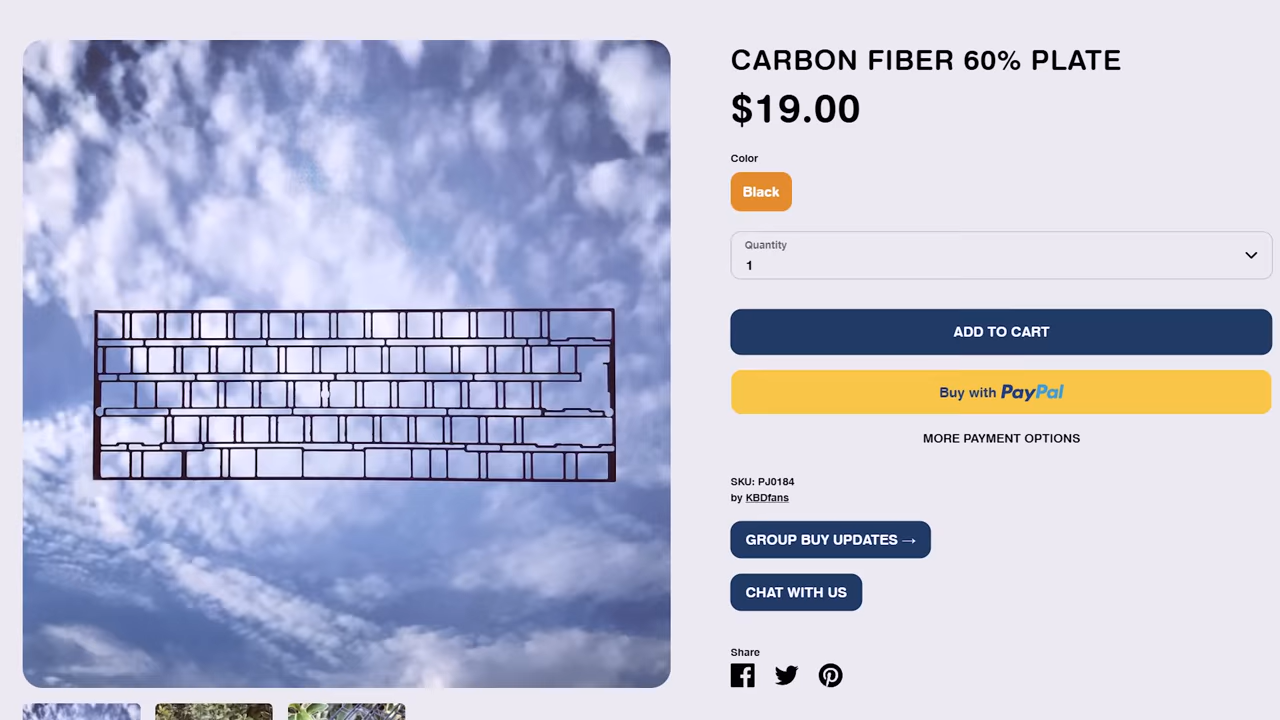 CARBON FIBER 60% PLATE
$19.00
Color
Black
Quantity
1
ADD TO CART
Buy with PayPal
MORE PAYMENT OPTIONS
SKU: PJ0184
by KBDfans
GROUP BUY UPDATES →
CHAT WITH US
Share